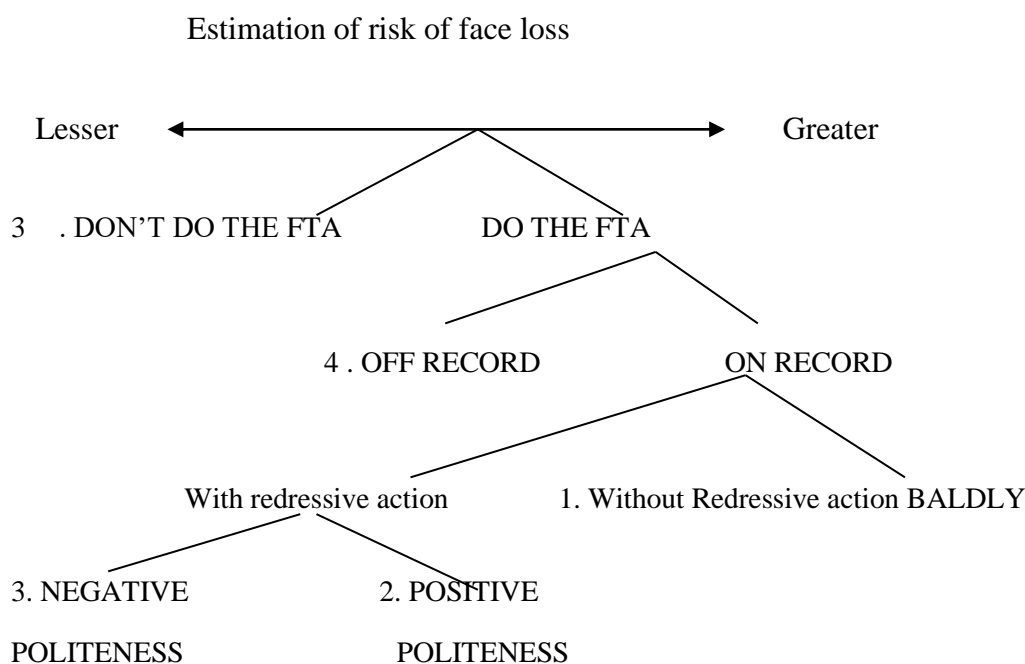 Estimation of risk of face loss
Lesser Greater
3 . DON’T DO THE FTA DO THE FTA
4 . OFF RECORD ON RECORD
With redressive action 1. Without Redressive action BALDLY
3. NEGATIVE 2. POSITIVE
POLITENESS POLITENESS